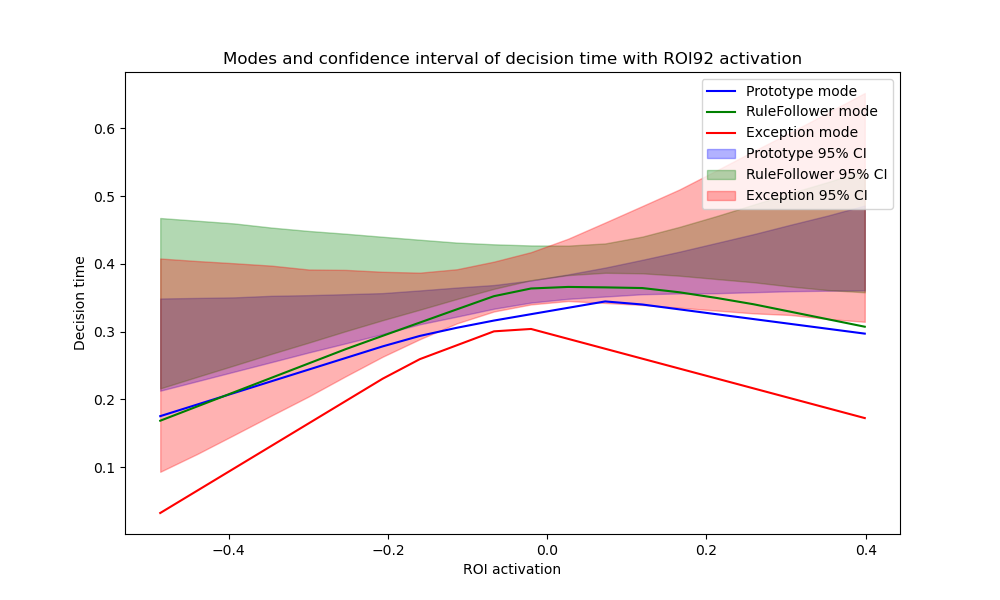 Modes and confidence interval of decision time with ROI92 activation
Prototype mode
RuleFollower mode
Exception mode
Prototype 95% CI
RuleFollower 95% CI
Exception 95% CI
Decision time
0.6
0.5
0.4
0.3
0.2
0.1
−0.4
−0.2
0.0
0.2
0.4
ROI activation